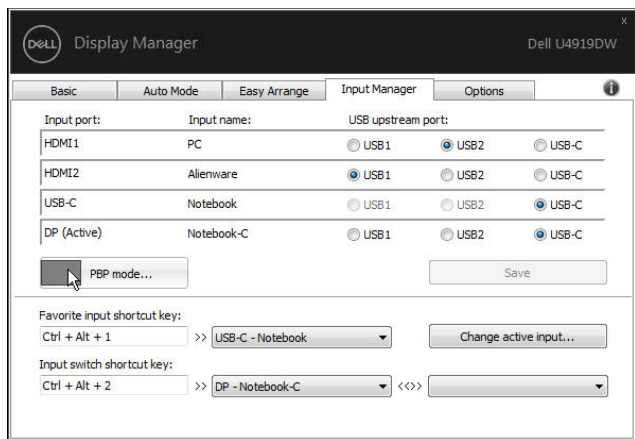 x
DELL Display Manager Dell U4919DW
Basic Auto Mode Easy Arrange Input Manager Options i
Input port: Input name: USB upstream port:
HDMI1 PC USB1 USB2 USB-C
HDMI2 Alienware USB1 USB2 USB-C
USB-C Notebook USB1 USB2 USB-C
DP (Active) Notebook-C USB1 USB2 USB-C
PBP mode... Save
Favorite input shortcut key:
Ctrl + Alt + 1 >> USB-C - Notebook Change active input...
Input switch shortcut key:
Ctrl + Alt + 2 >> DP - Notebook-C <<>>